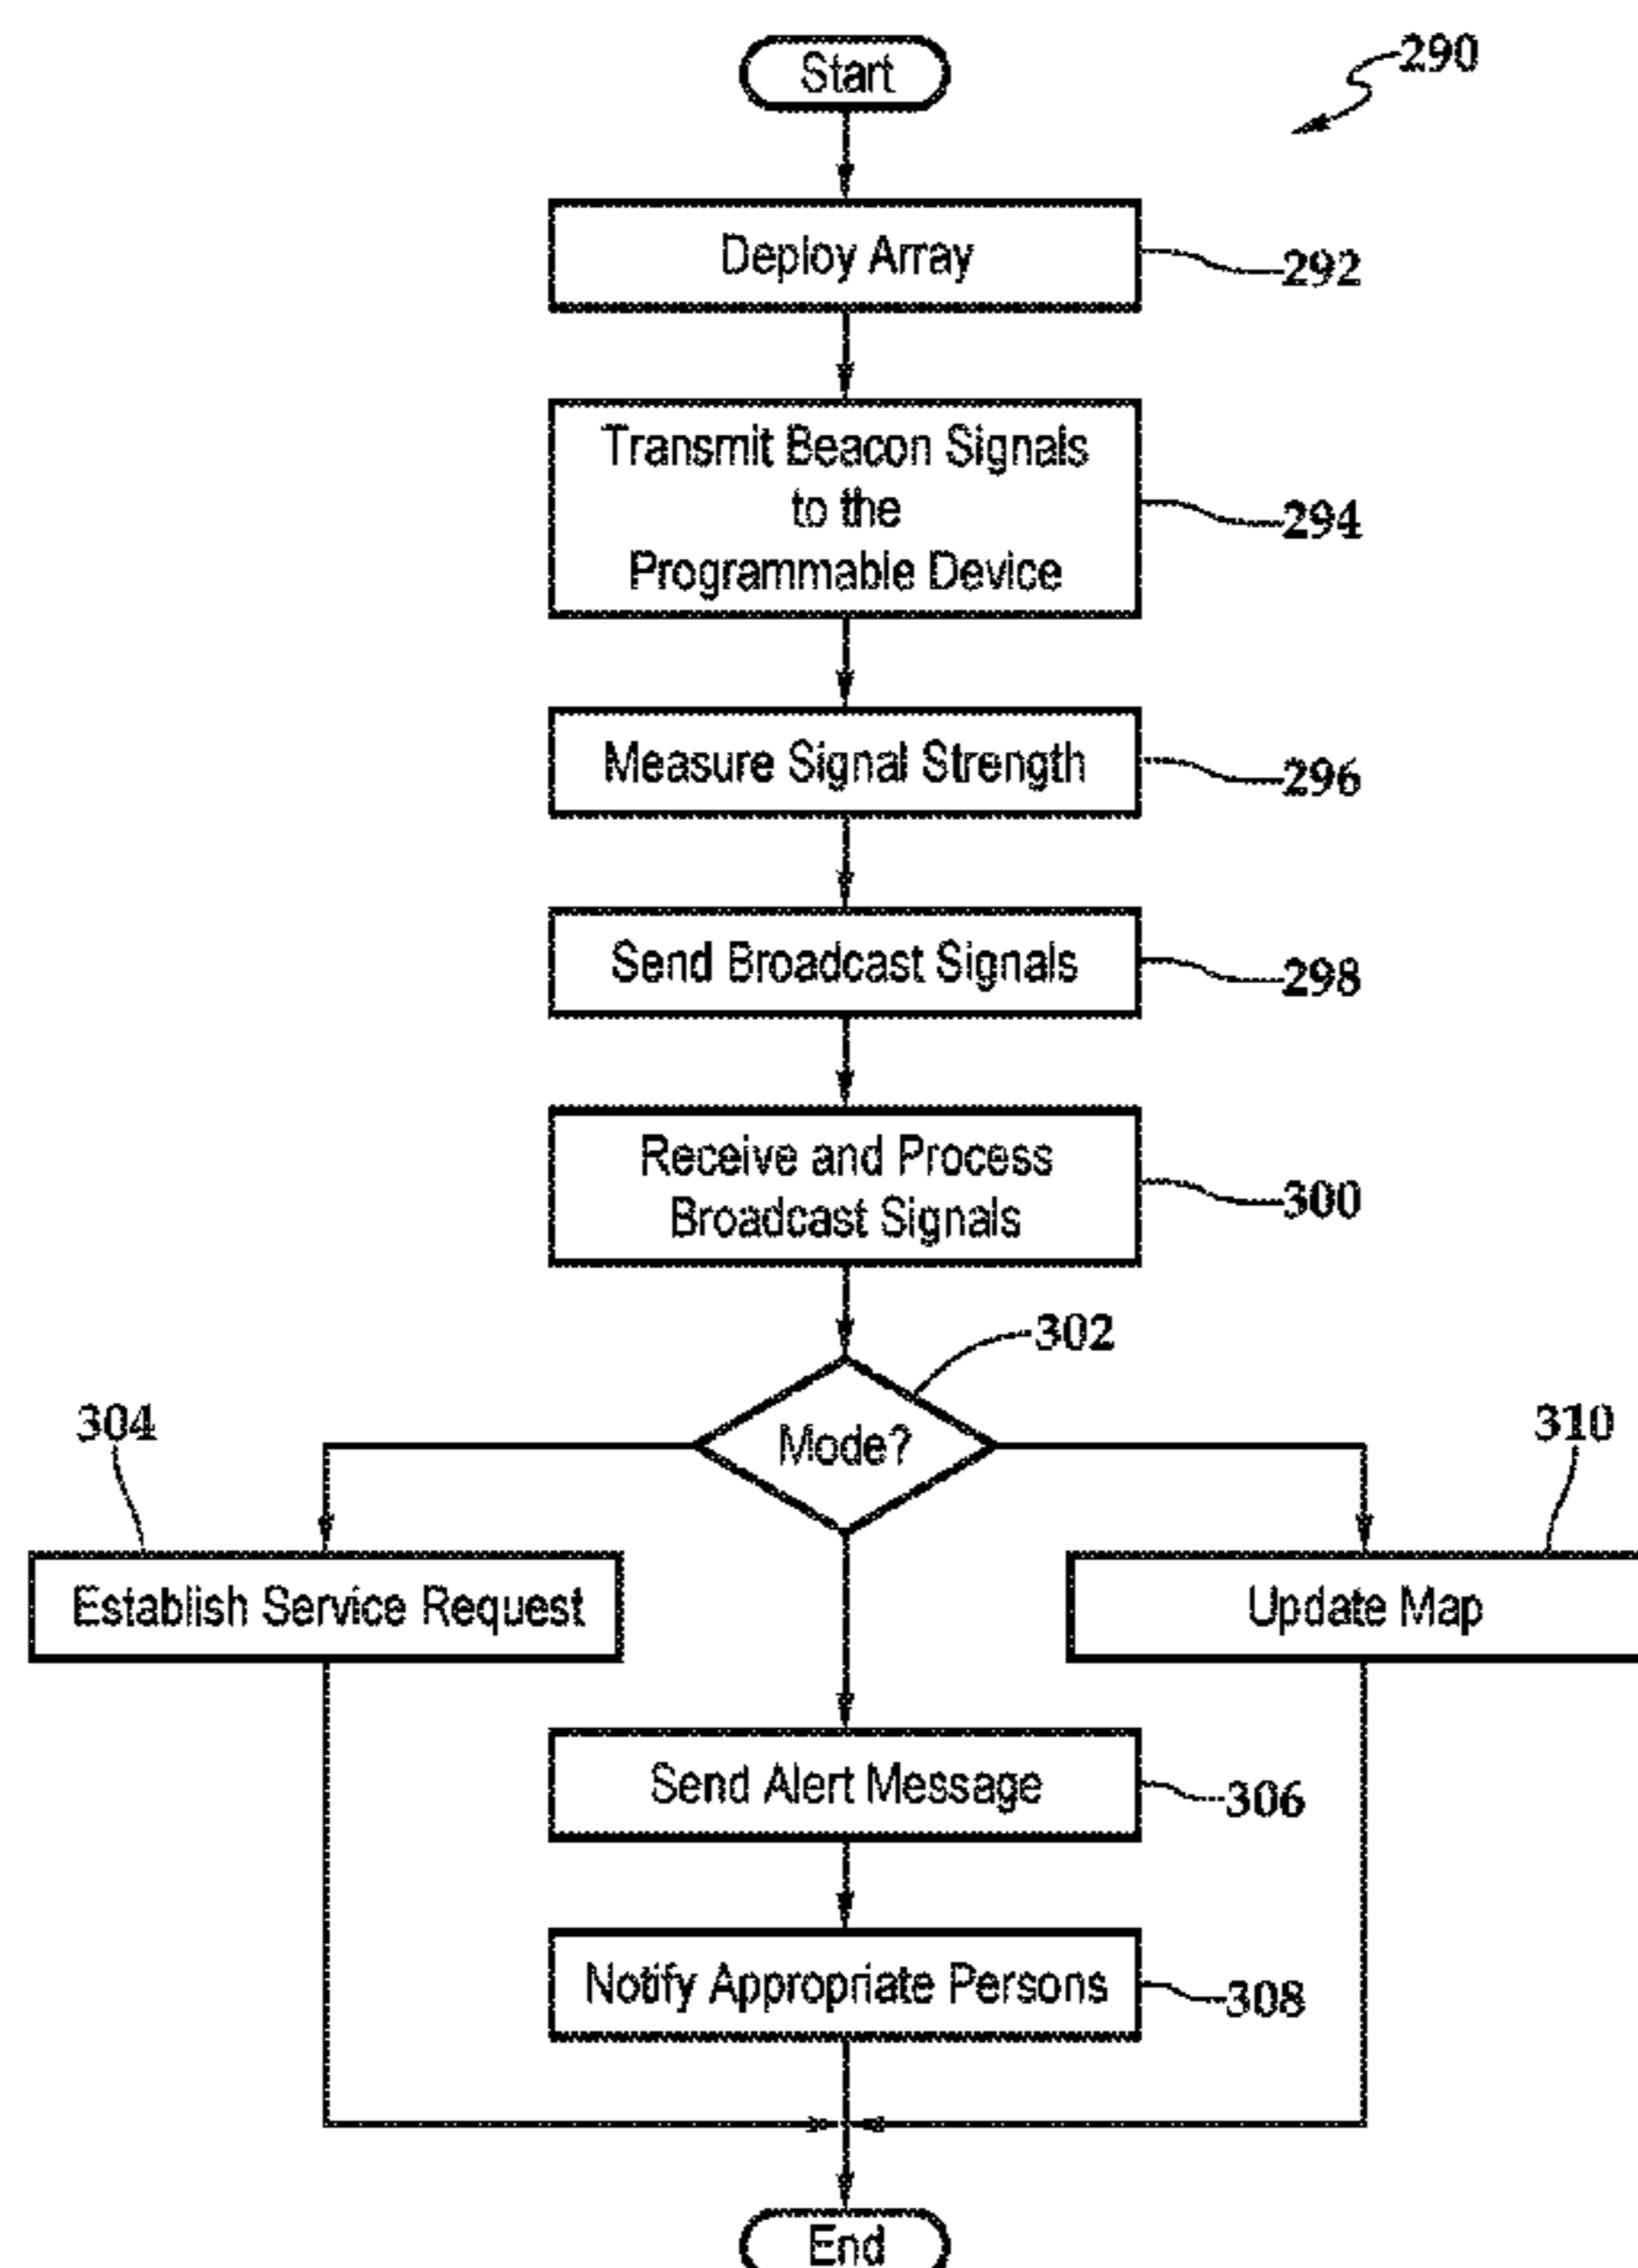 Start
290
Deploy Array
292
Transmit Beacon Signals
to the
Programmable Device
294
Measure Signal Strength
296
Send Broadcast Signals
298
Receive and Process
Broadcast Signals
300
302
Mode?
304
310
Establish Service Request
Update Map
Send Alert Message
306
Notify Appropriate Persons
308
End